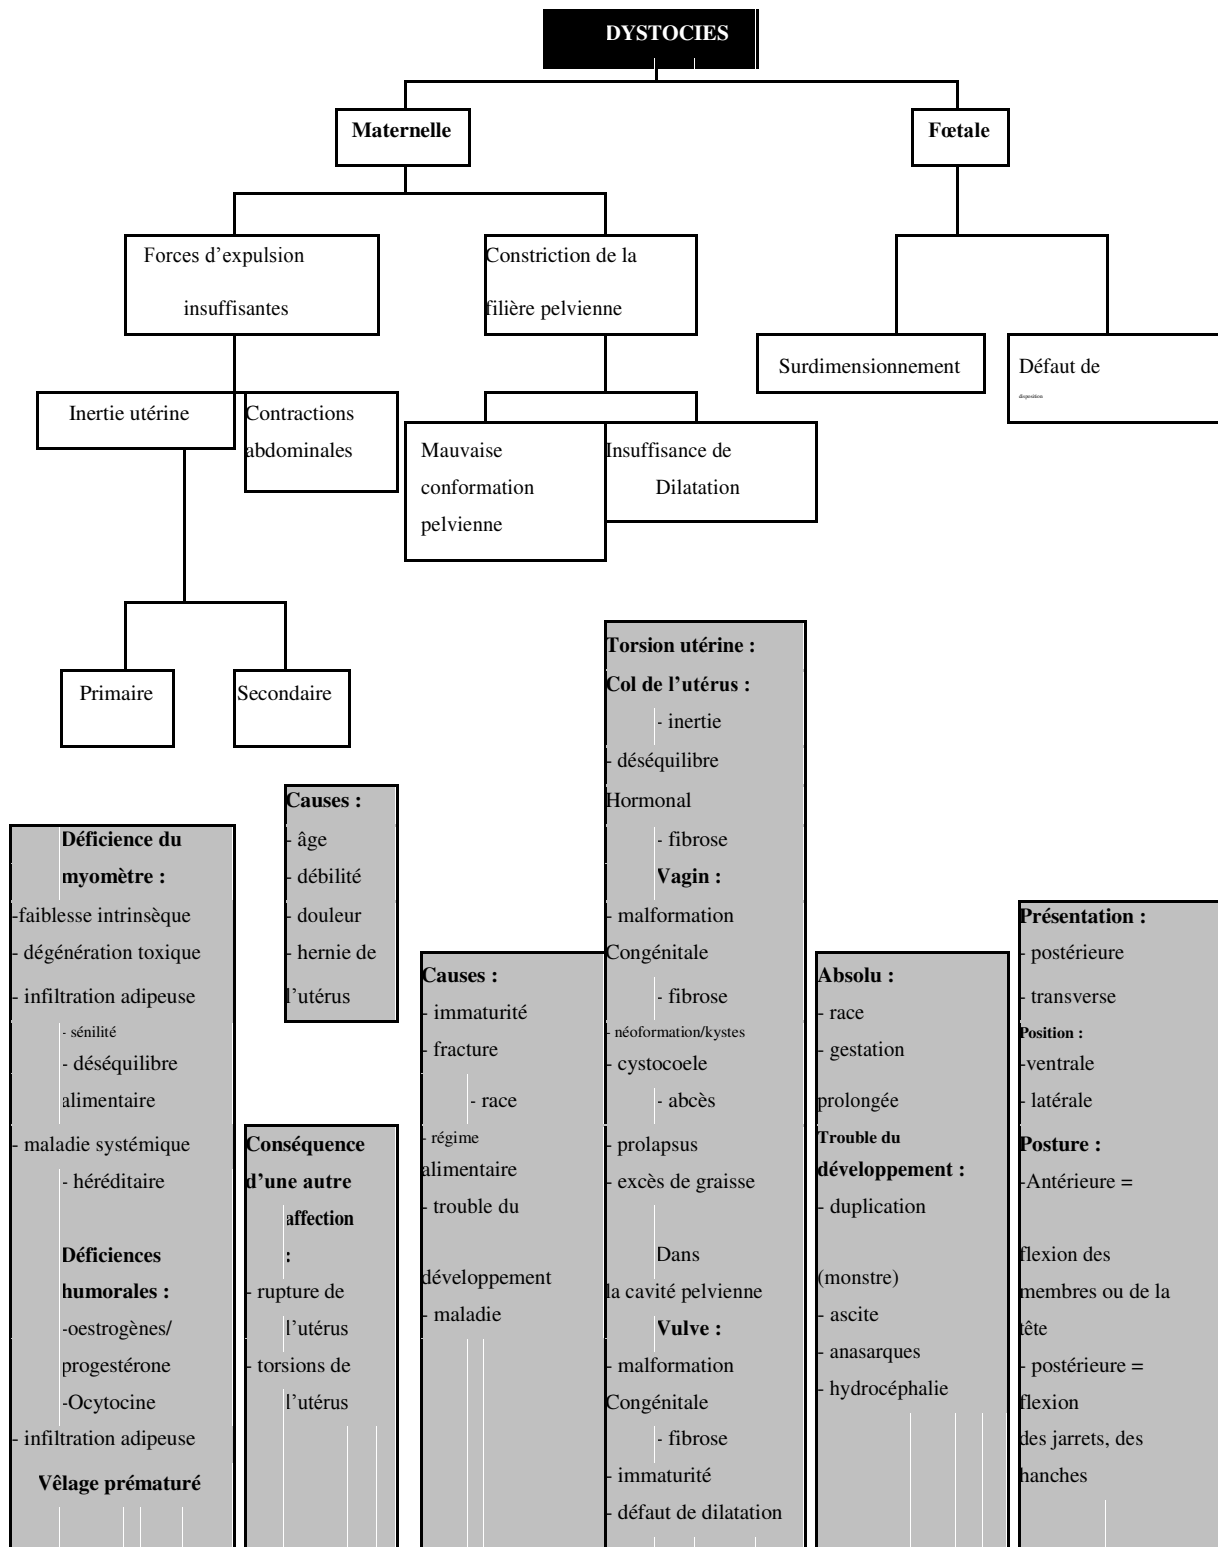 DYSTOCIES
Maternelle
Fœtale
Forces d’expulsion
insuffisantes
Constriction de la
filière pelvienne
Surdimensionnement
Défaut de
disposition
Inertie utérine
Contractions
abdominales
Mauvaise
conformation
pelvienne
Insuffisance de
Dilatation
Primaire
Secondaire
Déficience du
myomètre :
-faiblesse intrinsèque
- dégénération toxique
- infiltration adipeuse
- sénilité
- déséquilibre
alimentaire
- maladie systémique
- héréditaire
Déficiences
humorales :
-oestrogènes/
progestérone
-Ocytocine
- infiltration adipeuse
Vêlage prématuré
Causes :
- âge
- débilité
- douleur
- hernie de
l’utérus
Conséquence
d’une autre
affection
:
- rupture de
l’utérus
- torsions de
l’utérus
Causes :
- immaturité
- fracture
- race
- régime
alimentaire
- trouble du
développement
- maladie
Torsion utérine :
Col de l’utérus :
- inertie
- déséquilibre
Hormonal
- fibrose
Vagin :
- malformation
Congénitale
- fibrose
- néoformation/kystes
- cystocoele
- abcès
- prolapsus
- excès de graisse
Dans
la cavité pelvienne
Vulve :
- malformation
Congénitale
- fibrose
- immaturité
- défaut de dilatation
Absolu :
- race
- gestation
prolongée
Trouble du
développement :
- duplication
(monstre)
- ascite
- anasarques
- hydrocéphalie
Présentation :
- postérieure
- transverse
Position :
-ventrale
- latérale
Posture :
-Antérieure =
flexion des
membres ou de la
tête
- postérieure =
flexion
des jarrets, des
hanches